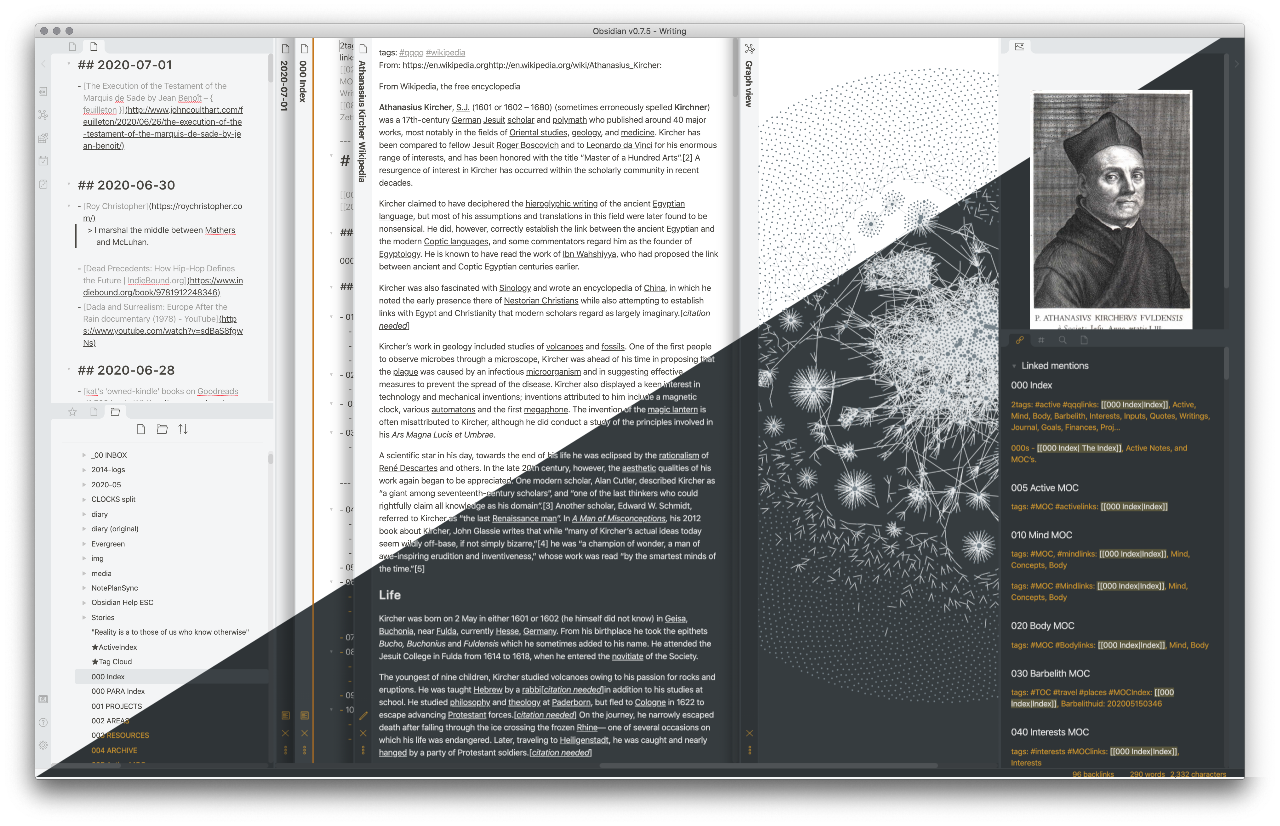 Obsidian v0.7.5 - Writing
## 2020-07-01
- [The Execution of the Testament of the
Marquis de Sade by Jean Benoît – {
feuilleton }](http://www.johncoulthart.com/f
euilleton/2020/06/26/the-execution-of-the
-testament-of-the-marquis-de-sade-by-je
an-benoit/)
## 2020-06-30
- [Roy Christopher](https://roychristopher.co
m/)
> I marshal the middle between Mathers
and McLuhan.
- [Dead Precedents: How Hip-Hop Defines
the Future | IndieBound.org](https://www.in
diebound.org/book/9781912248346)
- [Dada and Surrealism: Europe After the
Rain documentary (1978) - YouTube](http
s://www.youtube.com/watch?v=sdBaS8fgw
Ns)
## 2020-06-28
- [kat's 'owned-kindle' books on Goodreads
_00 INBOX
2014-logs
2020-05
CLOCKS split
diary
diary (original)
Evergreen
img
media
NotePlanSync
Obsidian Help ESC
Stories
"Reality is a to those of us who know otherwise"
★ActiveIndex
★Tag Cloud
000 Index
000 PARA Index
001 PROJECTS
002 AREAS
003 RESOURCES
004 ARCHIVE
2020-07-01
000 Index
Athanasius Kircher Wikipedia
tags: #qqqq #wikipedia
From: https://en.wikipedia.orghttp://en.wikipedia.org/wiki/Athanasius_Kircher:
From Wikipedia, the free encyclopedia
Athanasius Kircher, S.J. (1601 or 1602 – 1680) (sometimes erroneously spelled Kirchner)
was a 17th-century German Jesuit scholar and polymath who published around 40 major
works, most notably in the fields of Oriental studies, geology, and medicine. Kircher has
been compared to fellow Jesuit Roger Boscovich and to Leonardo da Vinci for his enormous
range of interests, and has been honored with the title "Master of a Hundred Arts".[2] A
resurgence of interest in Kircher has occurred within the scholarly community in recent
decades.
Kircher claimed to have deciphered the hieroglyphic writing of the ancient Egyptian
language, but most of his assumptions and translations in this field were later found to be
nonsensical. He did, however, correctly establish the link between the ancient Egyptian and
the modern Coptic languages, and some commentators regard him as the founder of
Egyptology. He is known to have read the work of Ibn Wahshiyya, who had proposed the link
between ancient and Coptic Egyptian centuries earlier.
Kircher was also fascinated with Sinology and wrote an encyclopedia of China, in which he
noted the early presence there of Nestorian Christians while also attempting to establish
links with Egypt and Christianity that modern scholars regard as largely imaginary.[citation
needed]
Kircher's work in geology included studies of volcanoes and fossils. One of the first people
to observe microbes through a microscope, Kircher was ahead of his time in proposing that
the plague was caused by an infectious microorganism and in suggesting effective
measures to prevent the spread of the disease. Kircher also displayed a keen interest in
technology and mechanical inventions; inventions attributed to him include a magnetic
clock, various automatons and the first megaphone. The invention of the magic lantern is
often misattributed to Kircher, although he did conduct a study of the principles involved in
his Ars Magna Lucis et Umbrae.
A scientific star in his day, towards the end of his life he was eclipsed by the rationalism of
René Descartes and others. In the late 20th century, however, the aesthetic qualities of his
work again began to be appreciated. One modern scholar, Alan Cutler, described Kircher as
"a giant among seventeenth-century scholars", and "one of the last thinkers who could
rightfully claim all knowledge as his domain".[3] Another scholar, Edward W. Schmidt,
referred to Kircher as "the last Renaissance man". In A Man of Misconceptions, his 2012
book about Kircher, John Glassie writes that while "many of Kircher's actual ideas today
seem wildly off-base, if not simply bizarre,"[4] he was "a champion of wonder, a man of
awe-inspiring erudition and inventiveness," whose work was read "by the smartest minds of
the time."[5]
Life
Kircher was born on 2 May in either 1601 or 1602 (he himself did not know) in Geisa,
Buchonia, near Fulda, currently Hesse, Germany. From his birthplace he took the epithets
Bucho, Buchonius and Fuldensis which he sometimes added to his name. He attended the
Jesuit College in Fulda from 1614 to 1618, when he entered the novitiate of the Society.
The youngest of nine children, Kircher studied volcanoes owing to his passion for rocks and
eruptions. He was taught Hebrew by a rabbi[citation needed]in addition to his studies at
school. He studied philosophy and theology at Paderborn, but fled to Cologne in 1622 to
escape advancing Protestant forces.[citation needed] On the journey, he narrowly escaped
death after falling through the ice crossing the frozen Rhine— one of several occasions on
which his life was endangered. Later, traveling to Heiligenstadt, he was caught and nearly
hanged by a party of Protestant soldiers.[citation needed]
Graph view
P. ATHANASIVS KIRCHERVS FVLDENSIS
Linked mentions
000 Index
2tags: #active #qqqlinks: [[000 Index|Index]], Active,
Mind, Body, Barbelith, Interests, Inputs, Quotes, Writings,
Journal, Goals, Finances, Proj...
000s - [[000 Index| The Index]], Active Notes, and
MOC's.
005 Active MOC
tags: #MOC #activelinks: [[000 Index|Index]]
010 Mind MOC
tags: #MOC, #mindlinks: [[000 Index|Index]], Mind,
Concepts, Body
tags: #MOC #Mindlinks: [[000 Index|Index]], Mind,
Concepts, Body
020 Body MOC
tags: #MOC #Bodylinks: [[000 Index|Index]], Mind, Body
030 Barbelith MOC
tags: #TOC #travel #places #MOCindex: [[000
Index|Index]], Barbelithuid: 202005150346
040 Interests MOC
tags: #interests #MOClinks: [[000 Index|Index]],
Interests
96 backlinks
290 words
2,332 characters